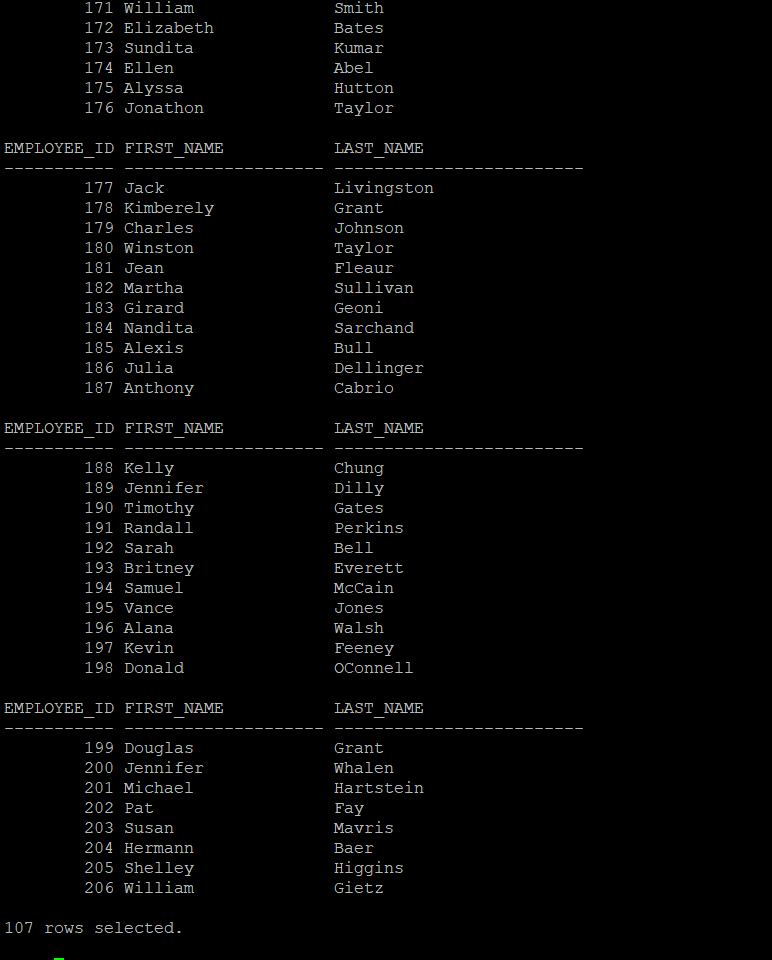 171 William Smith
172 Elizabeth Bates
173 Sundita Kumar
174 Ellen Abel
175 Alyssa Hutton
176 Jonathon Taylor
EMPLOYEE_ID FIRST_NAME LAST_NAME
----------- -------------------- -------------------------
177 Jack Livingston
178 Kimberely Grant
179 Charles Johnson
180 Winston Taylor
181 Jean Fleaur
182 Martha Sullivan
183 Girard Geoni
184 Nandita Sarchand
185 Alexis Bull
186 Julia Dellinger
187 Anthony Cabrio
EMPLOYEE_ID FIRST_NAME LAST_NAME
----------- -------------------- -------------------------
188 Kelly Chung
189 Jennifer Dilly
190 Timothy Gates
191 Randall Perkins
192 Sarah Bell
193 Britney Everett
194 Samuel McCain
195 Vance Jones
196 Alana Walsh
197 Kevin Feeney
198 Donald OConnell
EMPLOYEE_ID FIRST_NAME LAST_NAME
----------- -------------------- -------------------------
199 Douglas Grant
200 Jennifer Whalen
201 Michael Hartstein
202 Pat Fay
203 Susan Mavris
204 Hermann Baer
205 Shelley Higgins
206 William Gietz
107 rows selected.